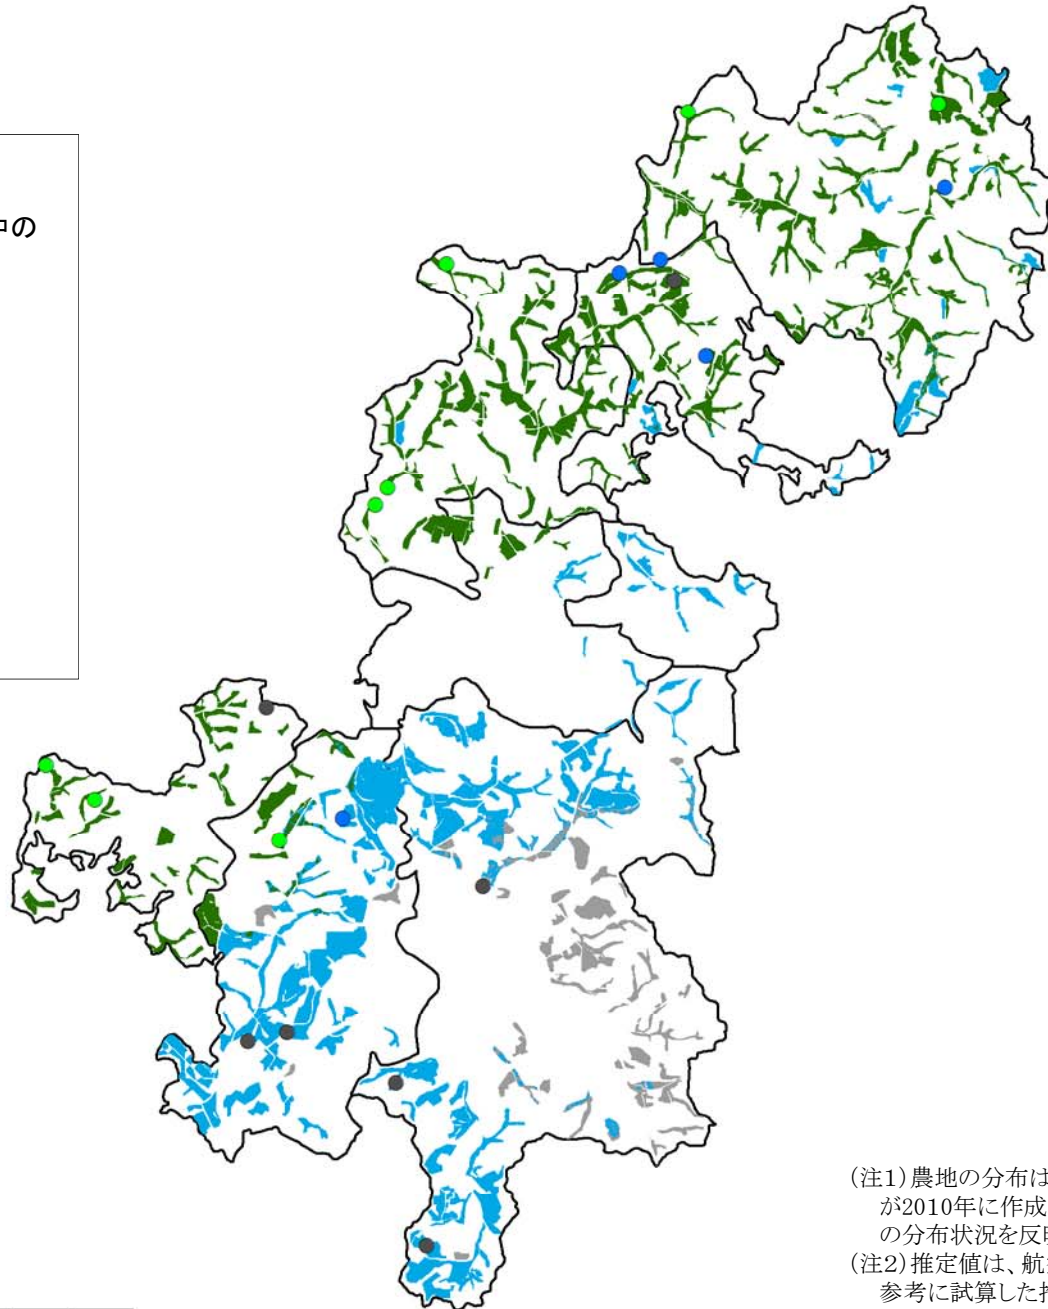 中の
(注1)農地の分布は
が2010年に作成
の分布状況を反
(注2)推定値は、航
参考に試算した